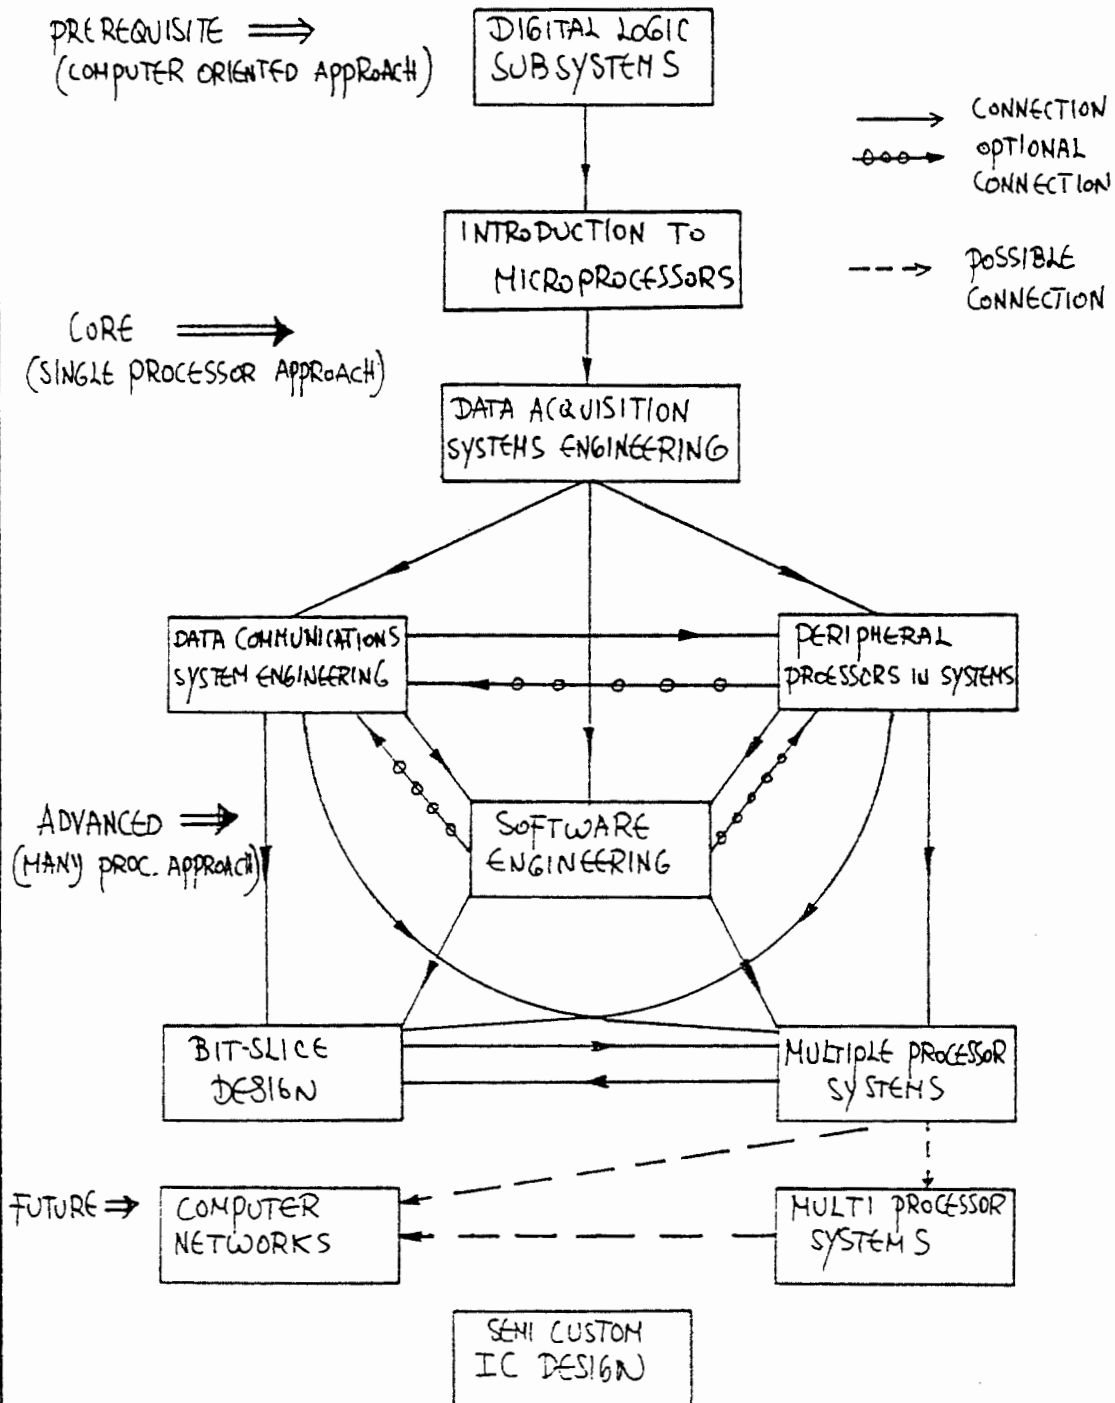 PREREQUISITE
(COMPUTER ORIENTED APPROACH)
DIGITAL LOGIC
SUBSYSTEMS
CONNECTION
OPTIONAL
CONNECTION
POSSIBLE
CONNECTION
INTRODUCTION TO
MICROPROCESSORS
CORE
(SINGLE PROCESSOR APPROACH)
DATA ACQUISITION
SYSTEMS ENGINEERING
DATA COMMUNICATIONS
SYSTEM ENGINEERING
PERIPHERAL
PROCESSORS IN SYSTEMS
ADVANCED
(MANY PROC. APPROACH)
SOFTWARE
ENGINEERING
BIT-SLICE
DESIGN
MULTIPLE PROCESSOR
SYSTEMS
FUTURE
COMPUTER
NETWORKS
MULTI PROCESSOR
SYSTEMS
SEMI CUSTOM
IC DESIGN